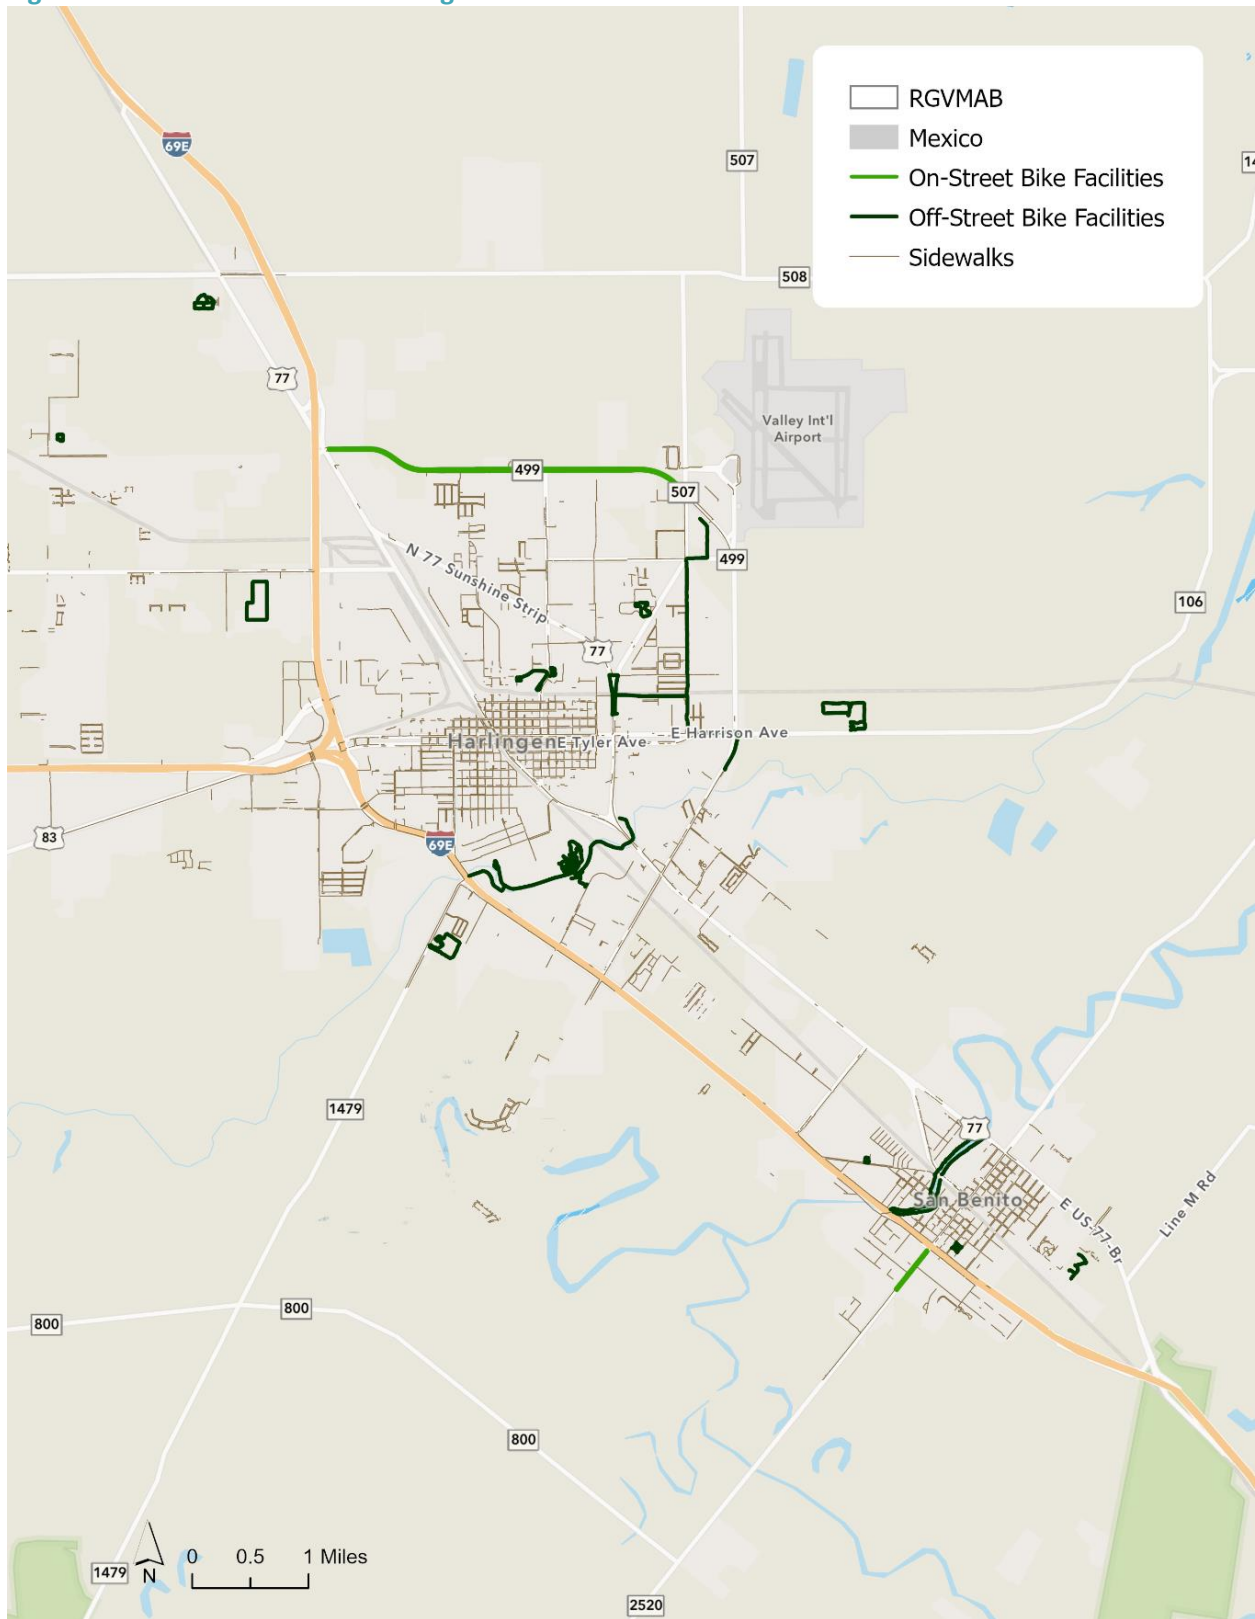 RGVMAB
Mexico
On-Street Bike Facilities
Off-Street Bike Facilities
Sidewalks
69E
507
508
77
Valley Int'l
Airport
499
507
499
N 77 Sunshine Strip
77
106
E Harrison Ave
Harlingen
E Tyler Ave
83
69E
1479
77
San Benito
E US-77-Br
Line M Rd
800
800
800
1479
N
0 0.5 1 Miles
2520